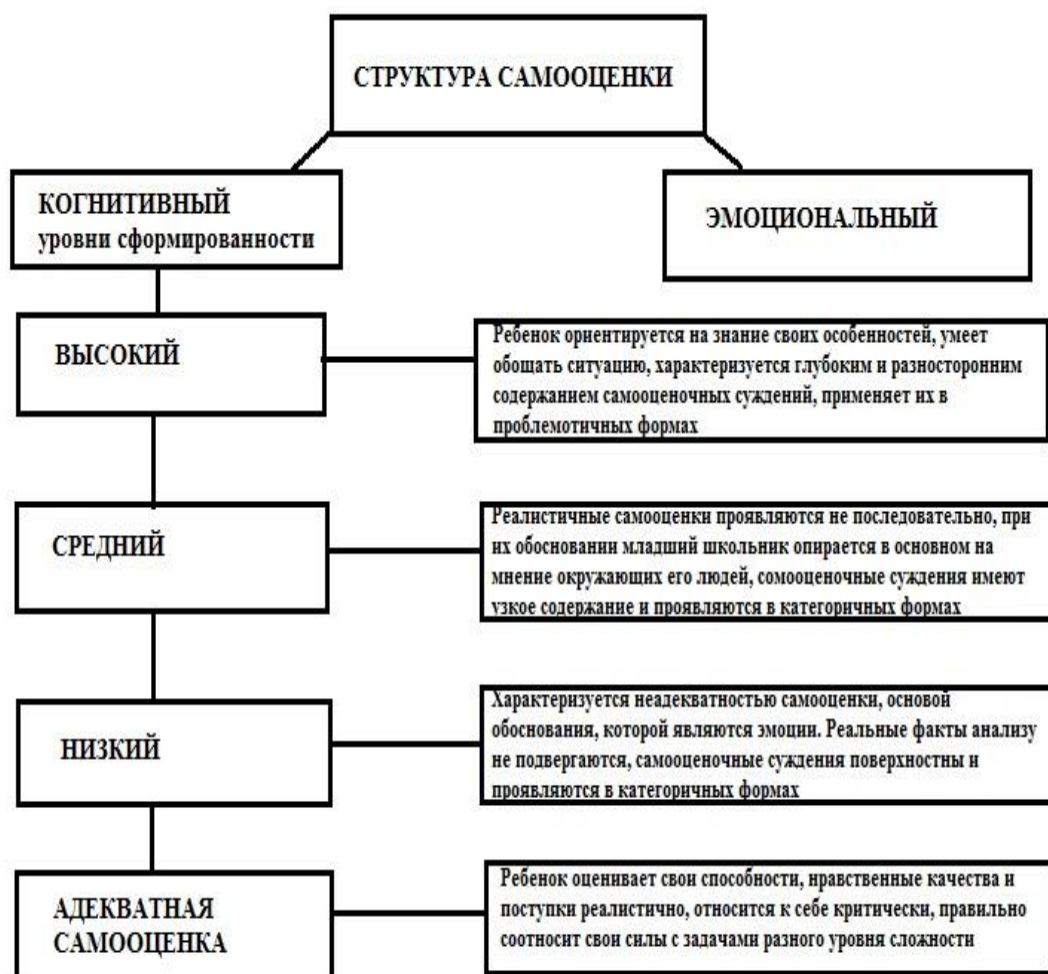 СТРУКТУРА САМООЦЕНКИ
КОГНИТИВНЫЙ
уровни сформированности
ЭМОЦИОНАЛЬНЫЙ
ВЫСОКИЙ
Ребенок ориентируется на знание своих особенностей, умеет
обощать ситуацию, характеризуется глубоким и разносторонним
содержанием самооценочных суждений, применяет их в
проблемотичных формах
СРЕДНИЙ
Реалистичные самооценки проявляются не последовательно, при
их обосновании младший школьник опирается в основном на
мнение окружающих его людей, сомооценочные суждения имеют
узкое содержание и проявляются в категоричных формах
НИЗКИЙ
Характеризуется неадекватностью самооценки, основой
обоснования, которой являются эмоции. Реальные факты анализу
не подвергаются, самооценочные суждения поверхностны и
проявляются в категоричных формах
АДЕКВАТНАЯ
САМООЦЕНКА
Ребенок оценивает свои способности, нравственные качества и
поступки реалистично, относится к себе критически, правильно
соотносит свои силы с задачами разного уровня сложности